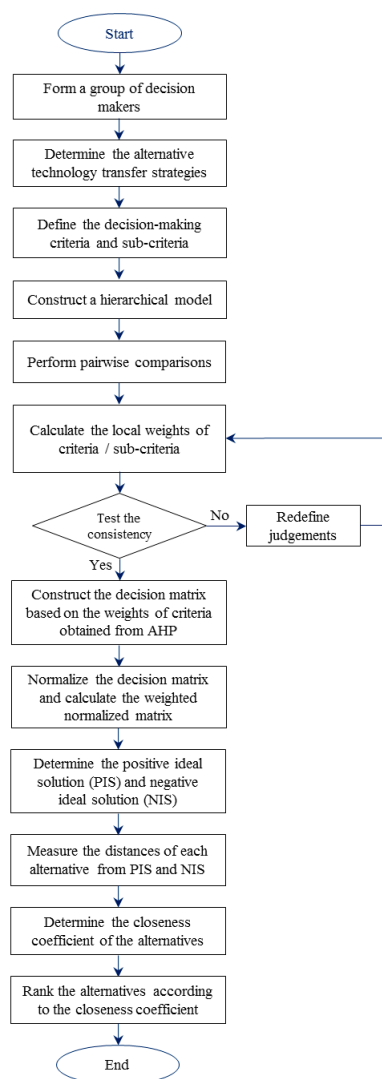 Start
Form a group of decision
makers
Determine the alternative
technology transfer strategies
Define the decision-making
criteria and sub-criteria
Construct a hierarchical model
Perform pairwise comparisons
Calculate the local weights of
criteria / sub-criteria
Test the
consistency
No
Redefine
judgements
Yes
Construct the decision matrix
based on the weights of criteria
obtained from AHP
Normalize the decision matrix
and calculate the weighted
normalized matrix
Determine the positive ideal
solution (PIS) and negative
ideal solution (NIS)
Measure the distances of each
alternative from PIS and NIS
Determine the closeness
coefficient of the alternatives
Rank the alternatives according
to the closeness coefficient
End